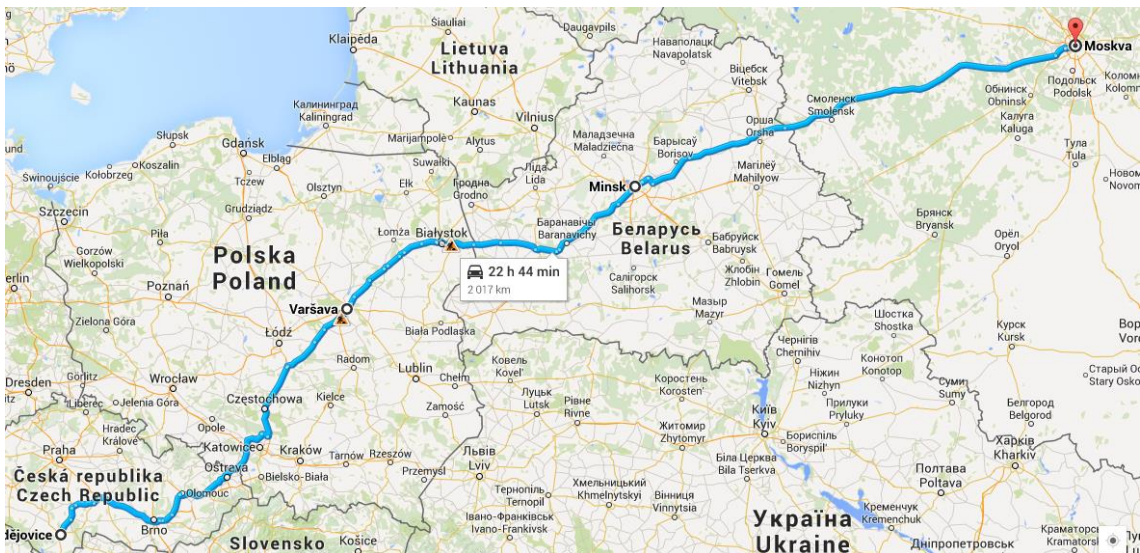 Šiauliai
Daugavpils
Klaipėda
Lietuva
Lithuania
Наваполацк
Navapolatsk
Віцебск
Vitebsk
Moskva
Подольск
Podolsk
Обнинск
Obninsk
Калуга
Kaluga
Тула
Tula
Смоленск
Smolensk
Kaunas
Vilnius
Калининград
Kaliningrad
Marijampolė
Alytus
Маладзечна
Maladziečna
Барысаў
Borisov
Орша
Orsha
Магілёў
Mahilyow
Słupsk
Gdańsk
Koszalin
Kołobrzeg
Elbląg
Świnoujście
Tczew
Suwałki
Olsztyn
Ełk
Гродна
Grodno
Ліда
Lida
Minsk
Szczecin
Grudziądz
Баранавічы
Baranavichy
Беларусь
Belarus
Бабруйск
Babruysk
Брянск
Bryansk
Орёл
Oryol
Piła
Łomża
Białystok
Gorzów
Wielkopolski
Polska
Poland
22 h 44 min
2 017 km
Салігорск
Salihorsk
Жлобін
Zhlobin
Гомель
Gomel
Poznań
Varšava
Мазыр
Mazyr
Шостка
Shostka
Курск
Kursk
Zielona Góra
Łódź
Biała Podlaska
Чернігів
Chernihiv
Конотоп
Konotop
Radom
Lublin
Chełm
Ковель
Kovel'
Коростень
Korosten'
Ніжин
Nizhyn
Суми
Sumy
Dresden
Görlitz
Wrocław
Liberec
Jelenia Góra
Częstochowa
Kielce
Zamość
Луцьк
Lutsk
Рівне
Rivne
Прилуки
Pryluky
Белгород
Belgorod
Opole
Hradec
Králové
Katowice
Kraków
Tarnów
Rzeszów
Житомир
Zhytomyr
Київ
Kyiv
Бориспіль
Boryspil'
Харків
Kharkiv
Praha
Ostrava
Bielsko-Biała
Przemyśl
Львів
Lviv
Біла Церква
Bila Tserkva
Полтава
Poltava
Česká republika
Czech Republic
Olomouc
Brno
Тернопіль
Ternopil
Хмельницький
Khmelnytskyi
Вінниця
Vinnytsia
Кременчук
Kremenchuk
dějovice
Slovensko
Košice
Івано-Франківськ
Ivano-Frankivsk
Україна
Ukraine
Дніпропетровськ